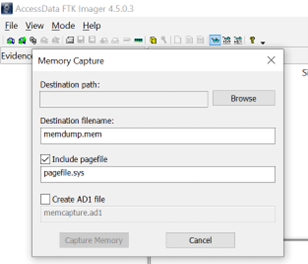 AccessData FTK Imager 4.5.0.3
File View Mode Help
Evidenc
Memory Capture
Destination path:
Browse
Destination filename:
memdump.mem
Include pagefile
pagefile.sys
Create AD1 file
memcapture.ad1
Capture Memory Cancel